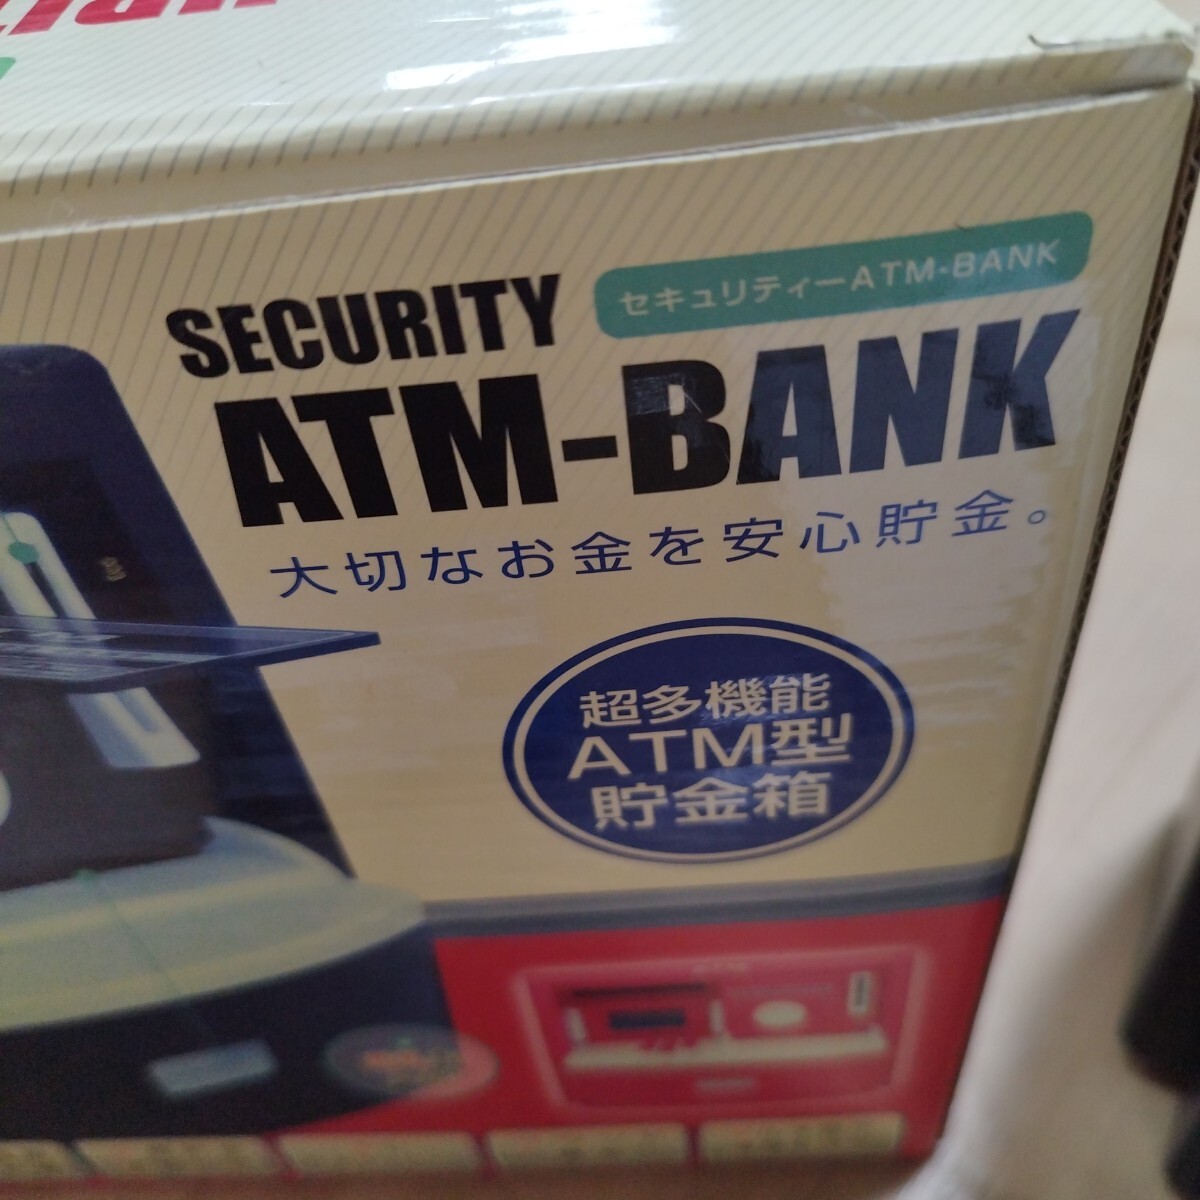 セキュリティーATM-BANK
SECURITY
ATM-BANK
大切なお金を安心貯金。
超多機能
ATM型
貯金箱